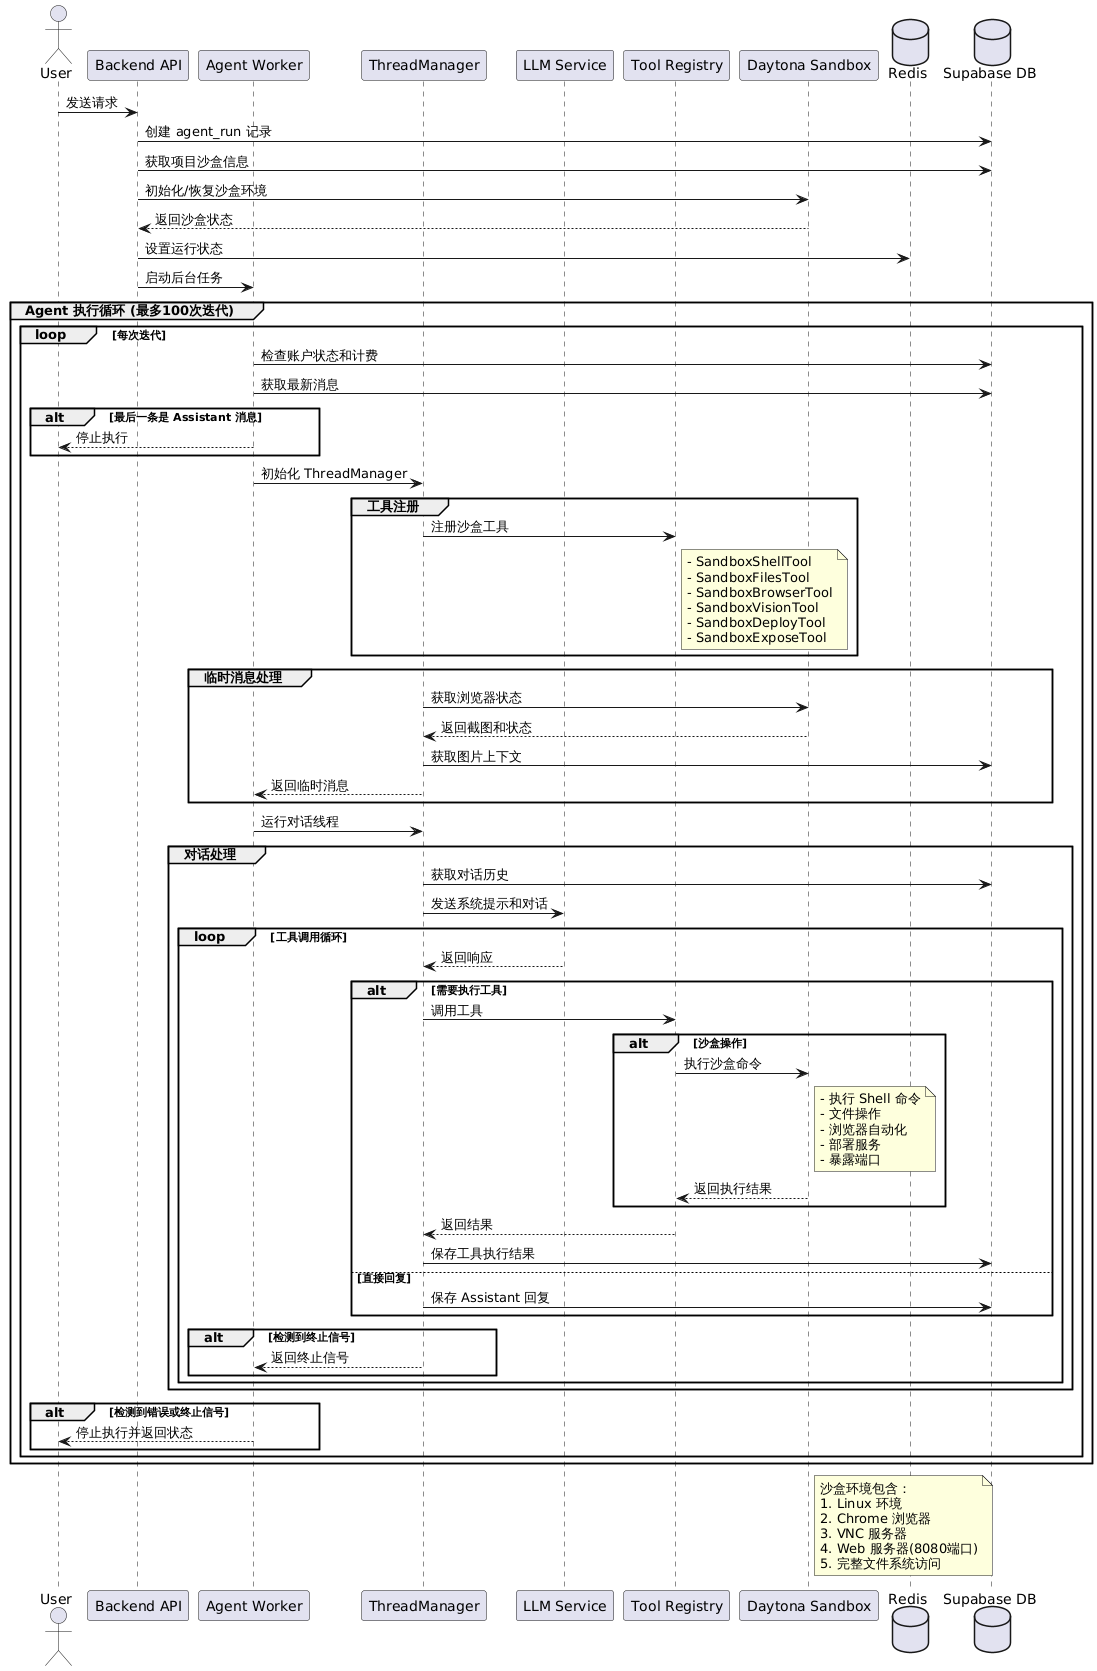 User
Backend API
Agent Worker
ThreadManager
LLM Service
Tool Registry
Daytona Sandbox
Redis
Supabase DB
发送请求
创建 agent_run 记录
获取项目沙盒信息
初始化/恢复沙盒环境
返回沙盒状态
设置运行状态
启动后台任务
Agent 执行循环 (最多100次迭代)
loop
[每次迭代]
检查账户状态和计费
获取最新消息
alt
[最后一条是 Assistant 消息]
停止执行
初始化 ThreadManager
工具注册
注册沙盒工具
- SandboxShellTool
- SandboxFilesTool
- SandboxBrowserTool
- SandboxVisionTool
- SandboxDeployTool
- SandboxExposeTool
临时消息处理
获取浏览器状态
返回截图和状态
获取图片上下文
返回临时消息
运行对话线程
对话处理
获取对话历史
发送系统提示和对话
loop
[工具调用循环]
返回响应
alt
[需要执行工具]
调用工具
alt
[沙盒操作]
执行沙盒命令
- 执行 Shell 命令
- 文件操作
- 浏览器自动化
- 部署服务
- 暴露端口
返回执行结果
返回结果
保存工具执行结果
[直接回复]
保存 Assistant 回复
alt
[检测到终止信号]
返回终止信号
alt
[检测到错误或终止信号]
停止执行并返回状态
沙盒环境包含：
1. Linux 环境
2. Chrome 浏览器
3. VNC 服务器
4. Web 服务器(8080端口)
5. 完整文件系统访问
User
Backend API
Agent Worker
ThreadManager
LLM Service
Tool Registry
Daytona Sandbox
Redis
Supabase DB